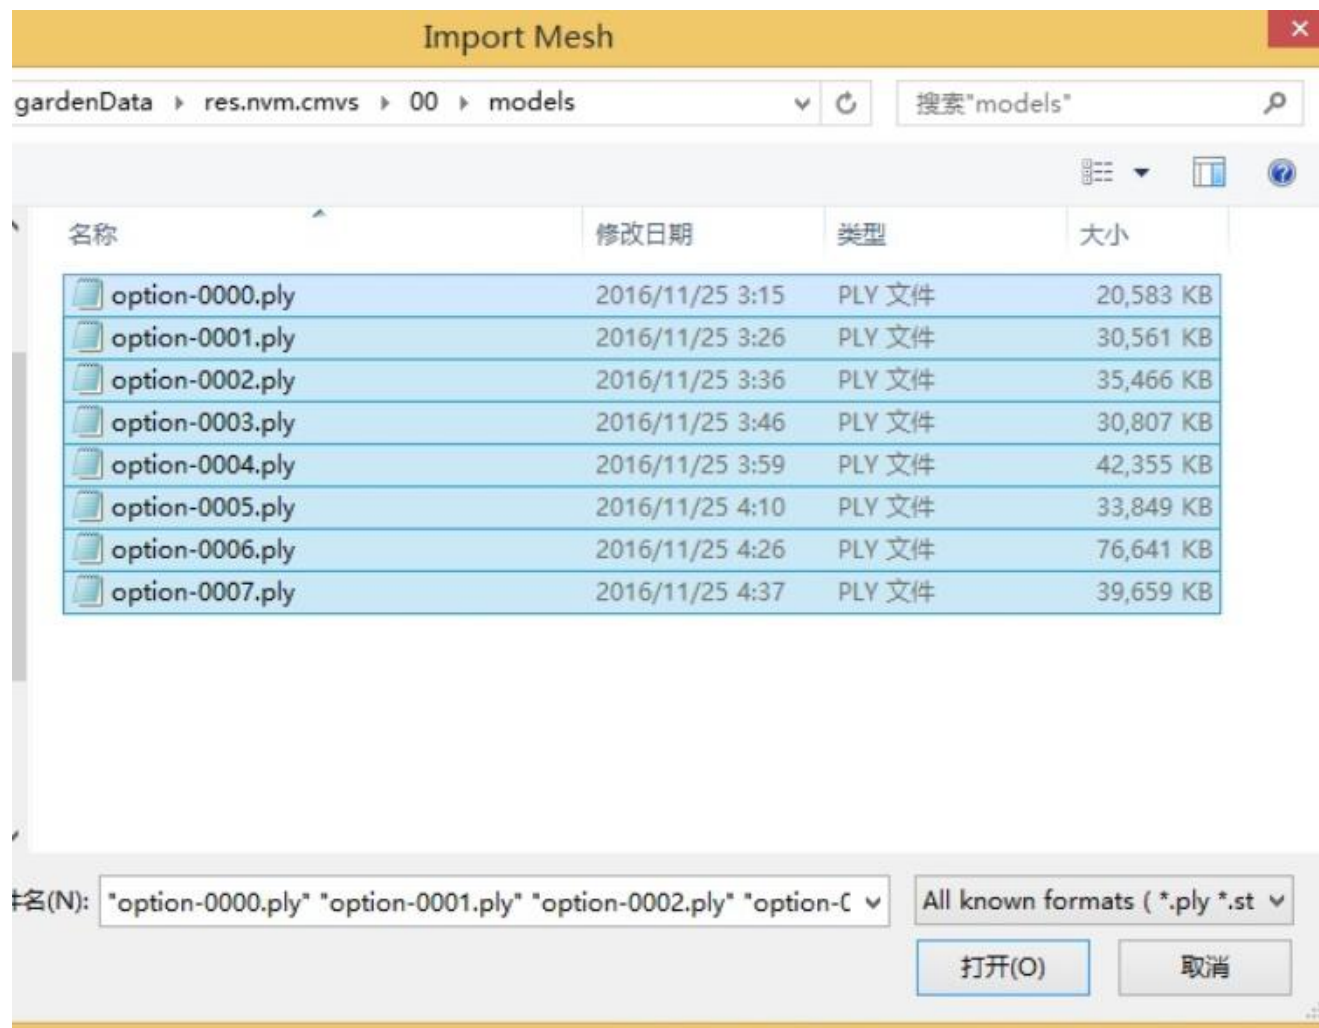 Import Mesh
gardenData res.nvm.cmvs 00 models 搜索"models"
名称 修改日期 类型 大小
option-0000.ply 2016/11/25 3:15 PLY 文件 20,583 KB
option-0001.ply 2016/11/25 3:26 PLY 文件 30,561 KB
option-0002.ply 2016/11/25 3:36 PLY 文件 35,466 KB
option-0003.ply 2016/11/25 3:46 PLY 文件 30,807 KB
option-0004.ply 2016/11/25 3:59 PLY 文件 42,355 KB
option-0005.ply 2016/11/25 4:10 PLY 文件 33,849 KB
option-0006.ply 2016/11/25 4:26 PLY 文件 76,641 KB
option-0007.ply 2016/11/25 4:37 PLY 文件 39,659 KB
件名(N): "option-0000.ply" "option-0001.ply" "option-0002.ply" "option-0 All known formats ( *.ply *.st
打开(O) 取消